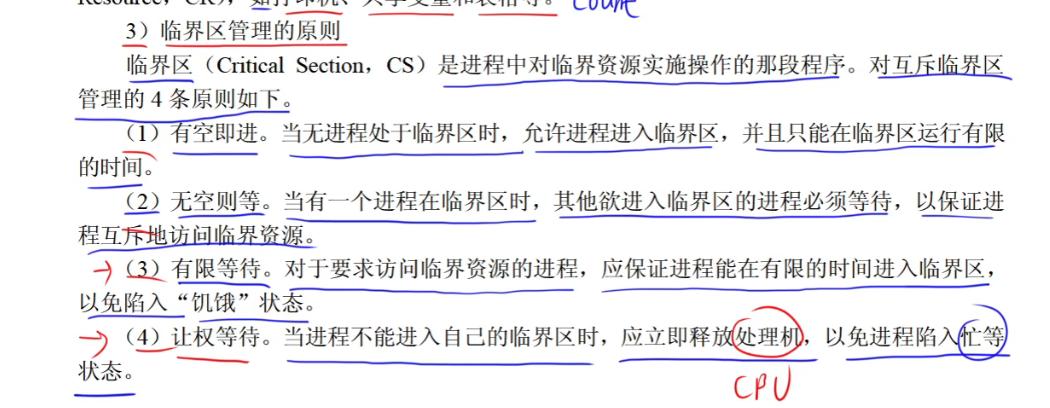 Resource，CR），如打印机、共享变量和表格等。 count
3）临界区管理的原则
临界区（Critical Section，CS）是进程中对临界资源实施操作的那段程序。对互斥临界区
管理的 4 条原则如下。
（1）有空即进。当无进程处于临界区时，允许进程进入临界区，并且只能在临界区运行有限
的时间。
（2）无空则等。当有一个进程在临界区时，其他欲进入临界区的进程必须等待，以保证进
程互斥地访问临界资源。
（3）有限等待。对于要求访问临界资源的进程，应保证进程能在有限的时间进入临界区，
以免陷入“饥饿”状态。
（4）让权等待。当进程不能进入自己的临界区时，应立即释放处理机，以免进程陷入忙等
状态。
CPU